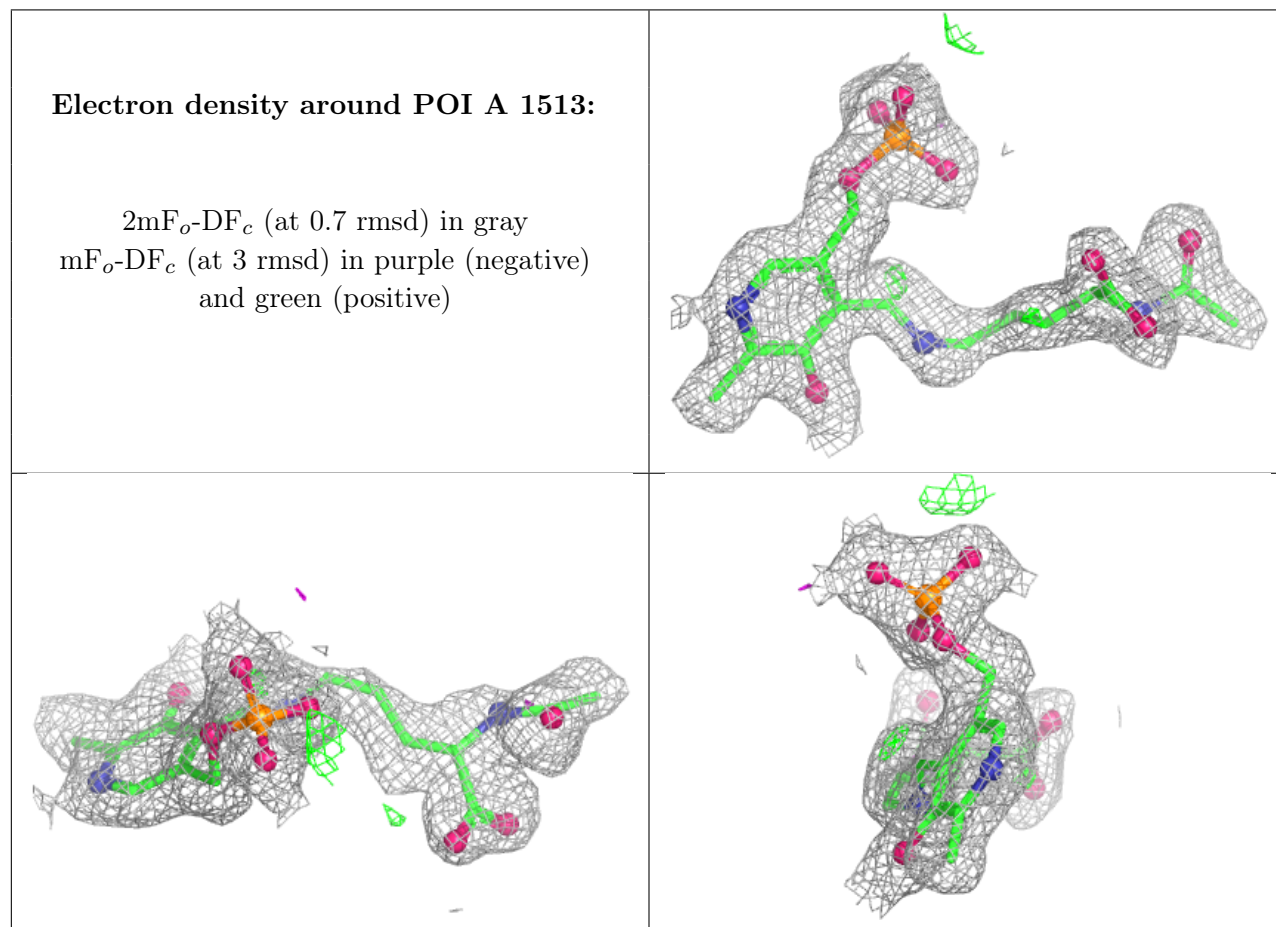 Electron density around POI A 1513:
2mFo-DFc (at 0.7 rmsd) in gray
mFo-DFc (at 3 rmsd) in purple (negative)
and green (positive)